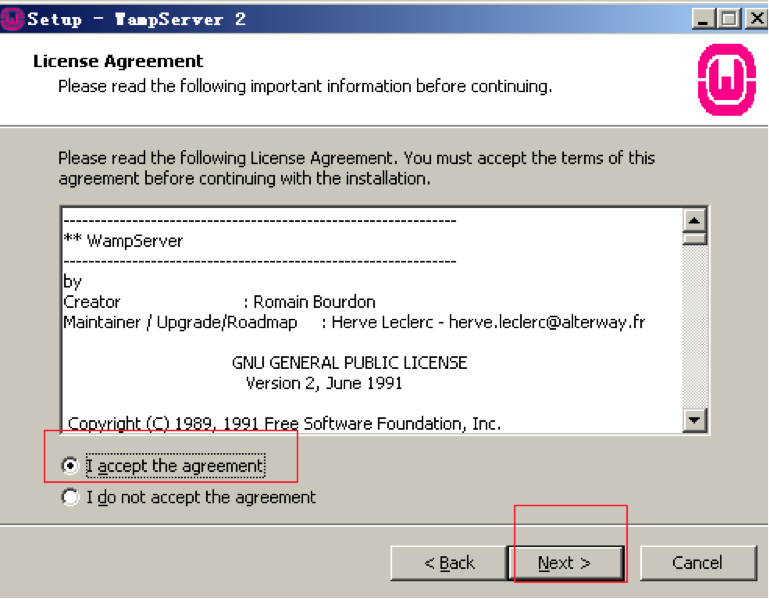 Setup - WampServer 2
License Agreement
Please read the following important information before continuing.
Please read the following License Agreement. You must accept the terms of this
agreement before continuing with the installation.
----------------------------------------------------------------
** WampServer
----------------------------------------------------------------
by
Creator : Romain Bourdon
Maintainer / Upgrade/Roadmap : Herve Leclerc - herve.leclerc@alterway.fr
GNU GENERAL PUBLIC LICENSE
Version 2, June 1991
Copyright (C) 1989, 1991 Free Software Foundation, Inc.
I accept the agreement
I do not accept the agreement
< Back Next > Cancel